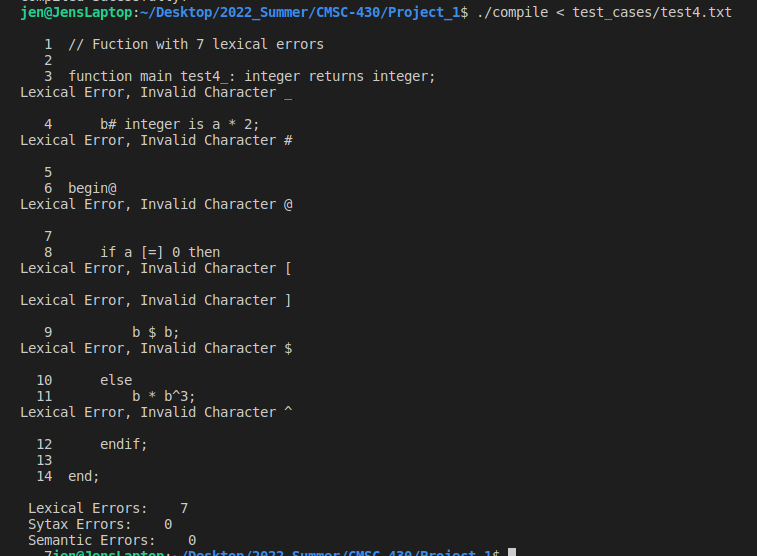 Compiled Successfully.
jen@JensLaptop:~/Desktop/2022_Summer/CMSC-430/Project_1$ ./compile < test_cases/test4.txt
1 // Fuction with 7 lexical errors
2
3 function main test4_: integer returns integer;
Lexical Error, Invalid Character _
4 b# integer is a * 2;
Lexical Error, Invalid Character #
5
6 begin@
Lexical Error, Invalid Character @
7
8 if a [=] 0 then
Lexical Error, Invalid Character [
Lexical Error, Invalid Character ]
9 b $ b;
Lexical Error, Invalid Character $
10 else
11 b * b^3;
Lexical Error, Invalid Character ^
12 endif;
13
14 end;
Lexical Errors: 7
Sytax Errors: 0
Semantic Errors: 0
7jen@JensLaptop:~/Desktop/2022_Summer/CMSC-430/Project_1$